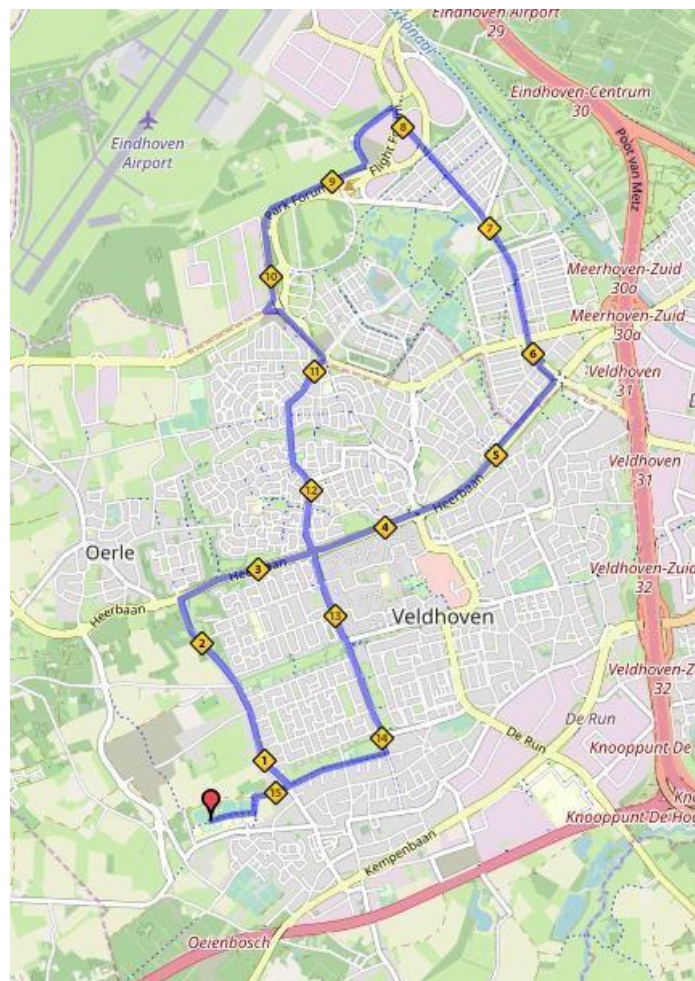 Eindhoven Airport
29
Eindhoven-Centrum
30
Eindhoven
Airport
Poot van Metz
8
Flight
9
Park Forum
7
10
Meerhoven-Zuid
30a
Meerhoven-Zuid
30a
6
11
Veldhoven
31
5
Veldhoven
31
12
Heerbaan
4
Oerle
3
Veldhoven-Zuid
32
Heerbaan
13
Veldhoven
2
Veldhoven-Z
32
De Run
14
De Run
Knooppunt De
1
15
Knooppunt De Ho
Kempenbaan
Oeienbosch